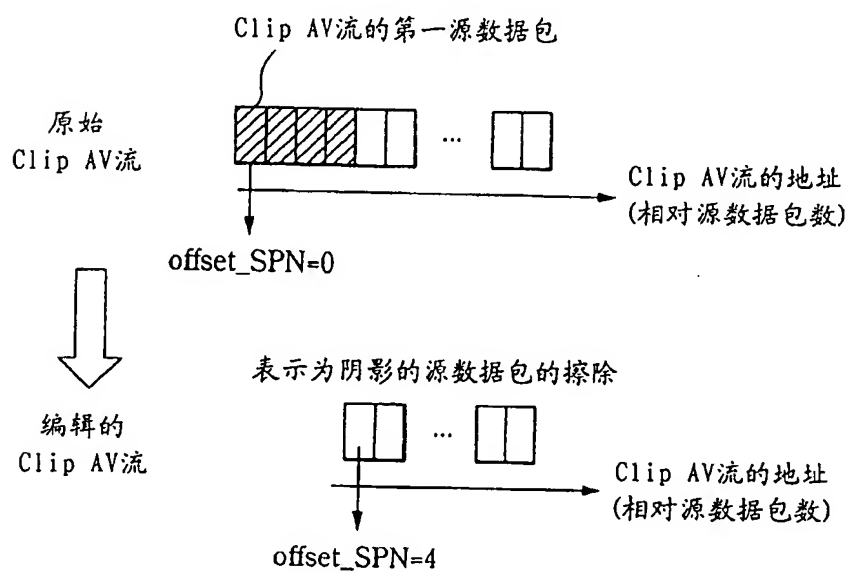 Clip AV流的第一源数据包
原始
Clip AV流
...
Clip AV流的地址
(相对源数据包数)
offset_SPN=0
表示为阴影的源数据包的擦除
编辑的
Clip AV流
...
Clip AV流的地址
(相对源数据包数)
offset_SPN=4